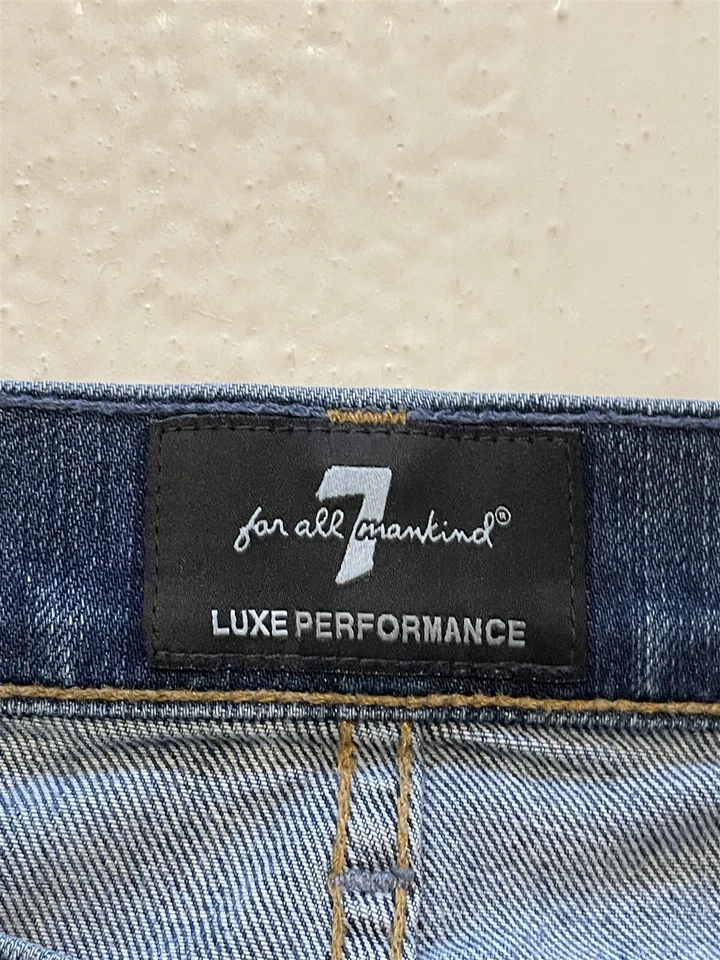 7
for all mankind®
LUXE PERFORMANCE